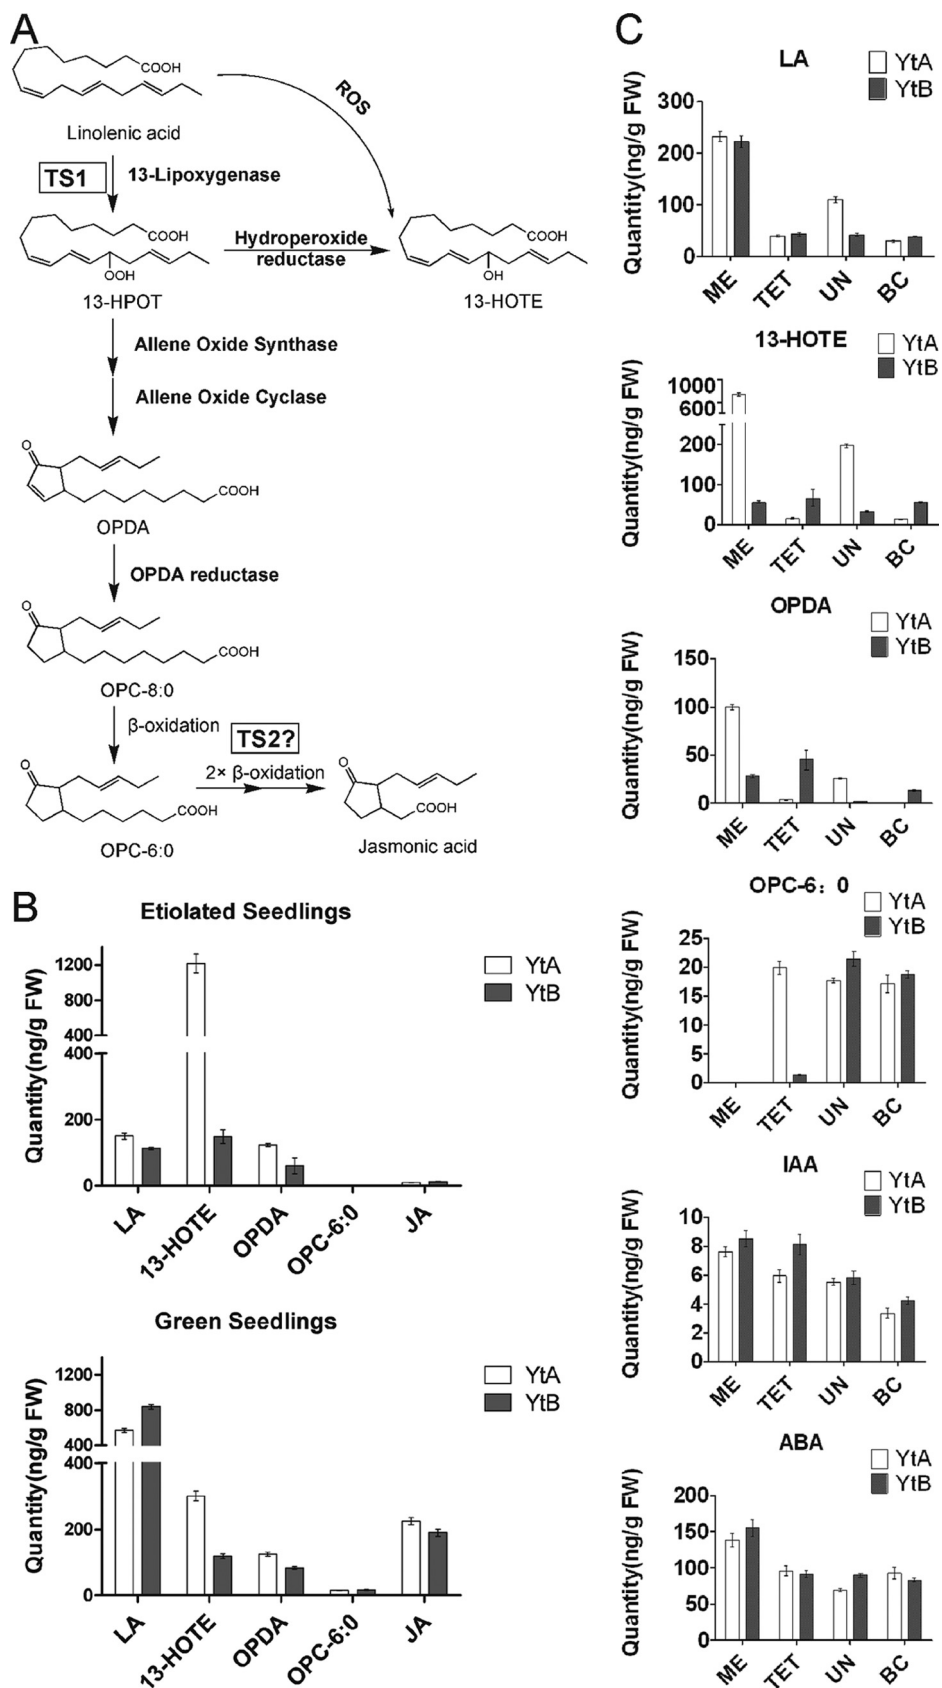 A
COOH
Linolenic acid
ROS
TS1
13-Lipoxygenase
COOH
OOH
13-HPOT
Hydroperoxide
reductase
COOH
OH
13-HOTE
Allene Oxide Synthase
Allene Oxide Cyclase
O
COOH
OPDA
OPDA reductase
O
COOH
OPC-8:0
β-oxidation
TS2?
2× β-oxidation
O
COOH
OPC-6:0
O
COOH
Jasmonic acid
B
Etiolated Seedlings
YtA
YtB
Quantity(ng/g FW)
1200
800
400
400
200
0
LA
13-HOTE
OPDA
OPC-6:0
JA
Green Seedlings
YtA
YtB
Quantity(ng/g FW)
1200
800
400
400
200
0
LA
13-HOTE
OPDA
OPC-6:0
JA
C
LA
YtA
YtB
Quantity(ng/g FW)
300
200
100
0
ME
TET
UN
BC
13-HOTE
YtA
YtB
Quantity(ng/g FW)
1000
600
200
100
0
ME
TET
UN
BC
OPDA
YtA
YtB
Quantity(ng/g FW)
150
100
50
0
ME
TET
UN
BC
OPC-6: 0
YtA
YtB
Quantity(ng/g FW)
25
20
15
10
5
0
ME
TET
UN
BC
IAA
YtA
YtB
Quantity(ng/g FW)
10
8
6
4
2
0
ME
TET
UN
BC
ABA
YtA
YtB
Quantity(ng/g FW)
200
150
100
50
0
ME
TET
UN
BC